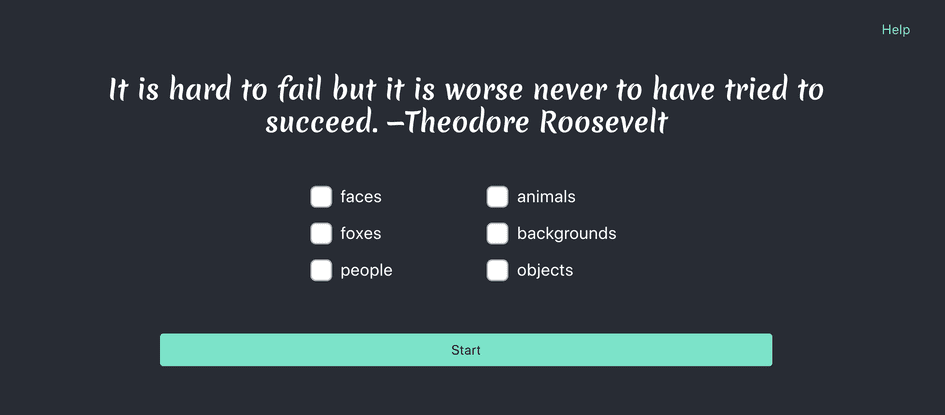 Help
It is hard to fail but it is worse never to have tried to
succeed. —Theodore Roosevelt
faces
animals
foxes
backgrounds
people
objects
Start